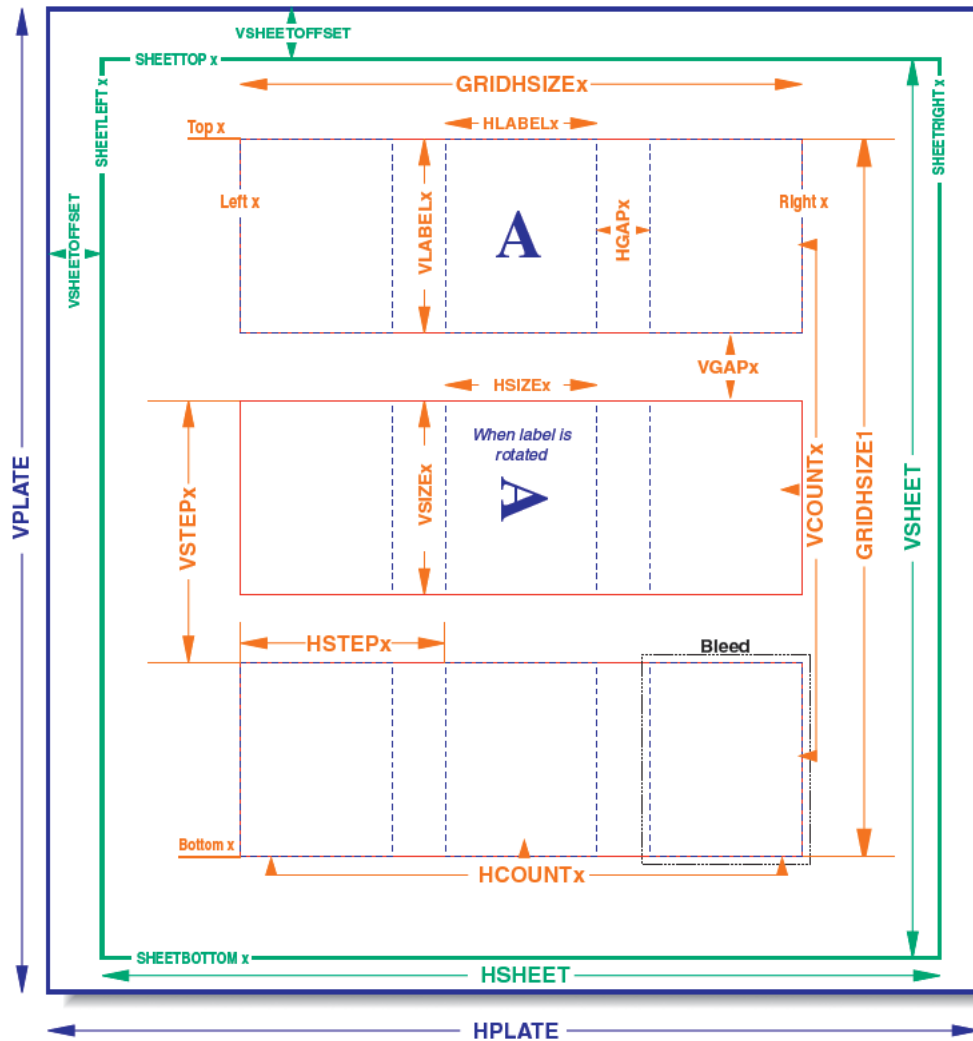 VSHEETOFFSET
SHEETTOP x
SHEETLEFT x
SHEETRIGHT x
GRIDHSIZEx
Top x
HLABELx
Left x
VLABELx
A
HGAPx
RIght x
VSHEETOFFSET
VGAPx
HSIZEx
When label is
rotated
A
VSIZEx
VSTEPx
VCOUNTx
GRIDHSIZE1
VSHEET
VPLATE
HSTEPx
Bleed
Bottom x
HCOUNTx
SHEETBOTTOM x
HSHEET
HPLATE